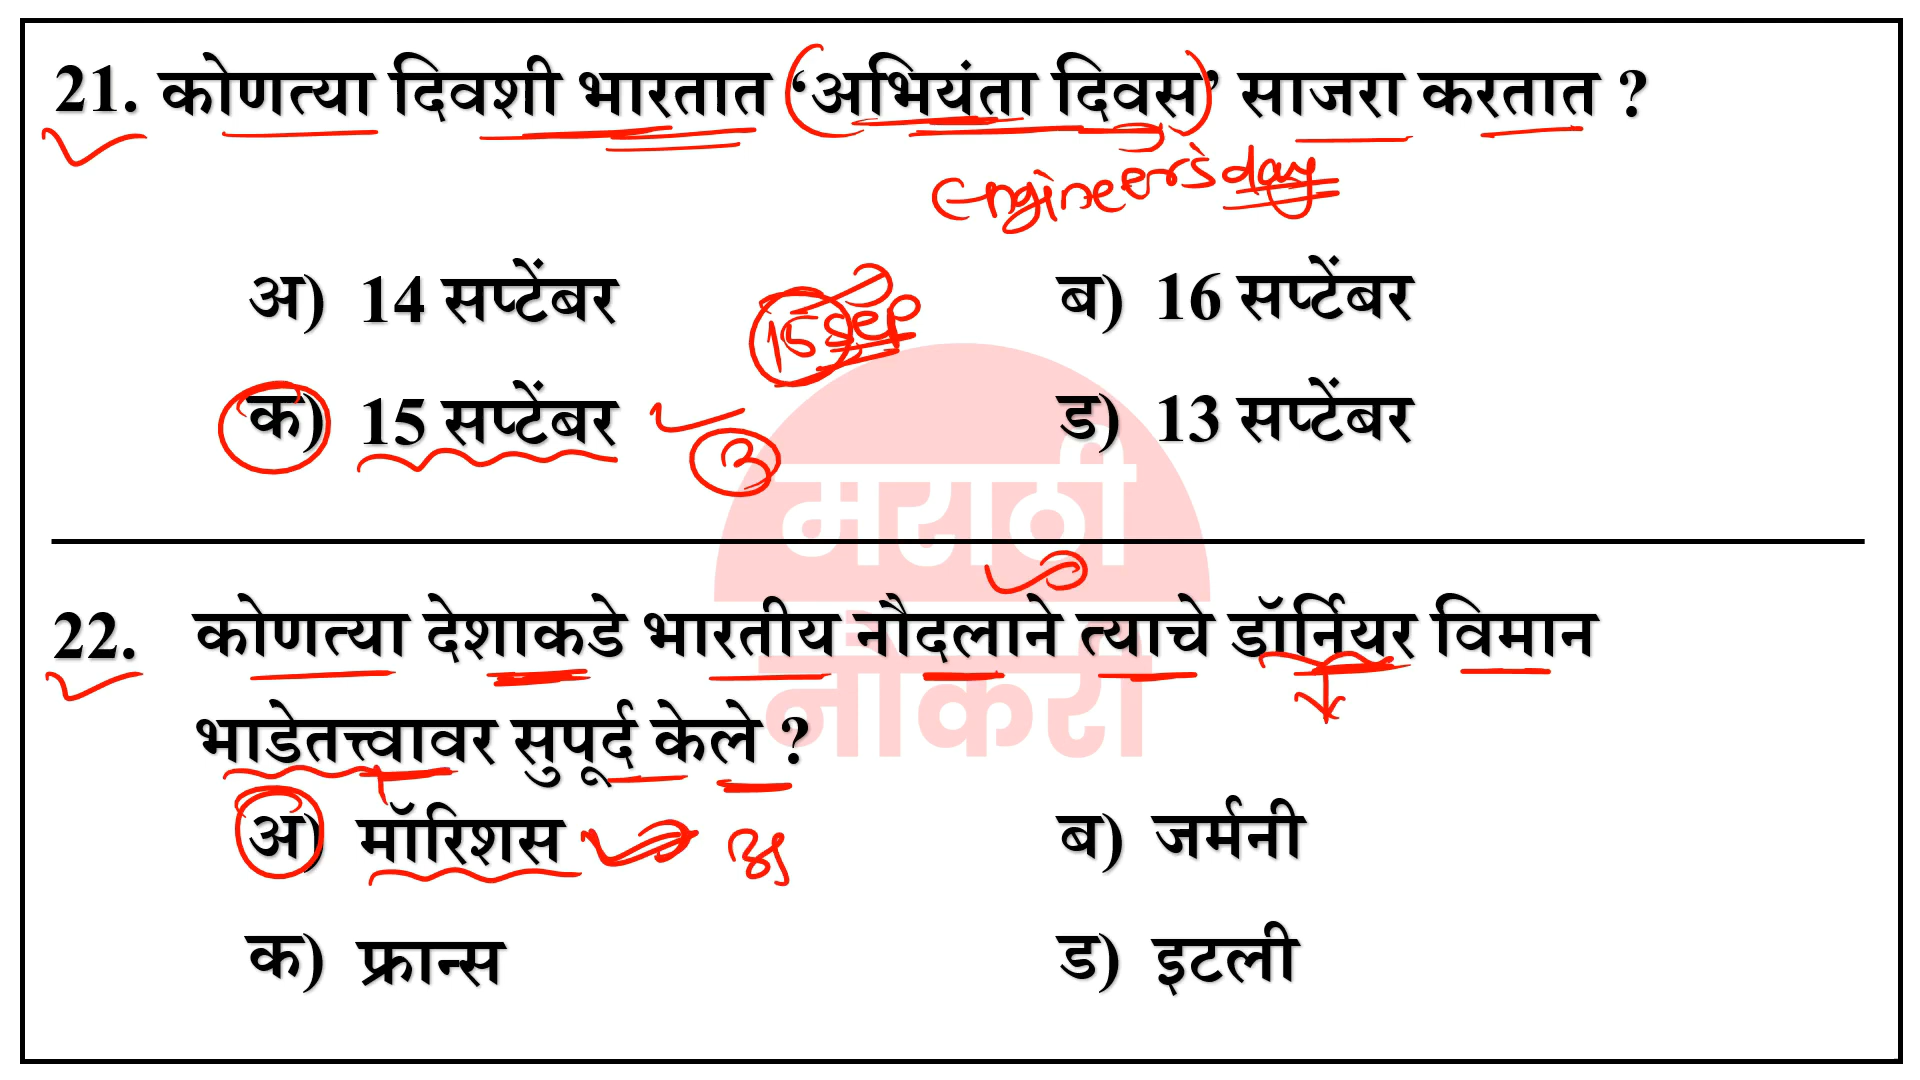 21. कोणत्या दिवशी भारतात ‘अभियंता दिवस’ साजरा करतात ?
engineer's day
अ) 14 सप्टेंबर
ब) 16 सप्टेंबर
15 sep
क) 15 सप्टेंबर
3
ड) 13 सप्टेंबर
मराठी
नौकरी
22. कोणत्या देशाकडे भारतीय नौदलाने त्याचे डॉर्नियर विमान
भाडेतत्त्वावर सुपूर्द केले ?
अ) मॉरिशस
अ
ब) जर्मनी
क) फ्रान्स
ड) इटली